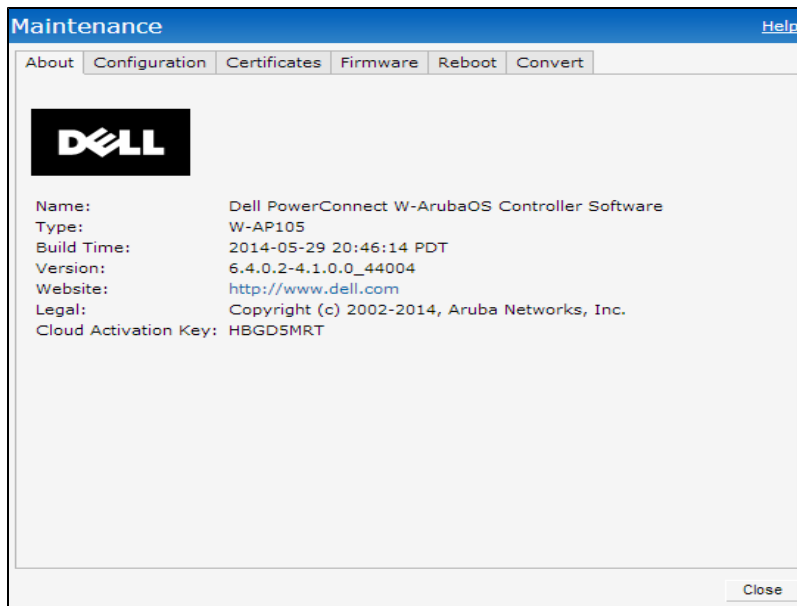 Maintenance Help
About Configuration Certificates Firmware Reboot Convert
DELL
Name: Dell PowerConnect W-ArubaOS Controller Software
Type: W-AP105
Build Time: 2014-05-29 20:46:14 PDT
Version: 6.4.0.2-4.1.0.0_44004
Website: http://www.dell.com
Legal: Copyright (c) 2002-2014, Aruba Networks, Inc.
Cloud Activation Key: HBGD5MRT
Close